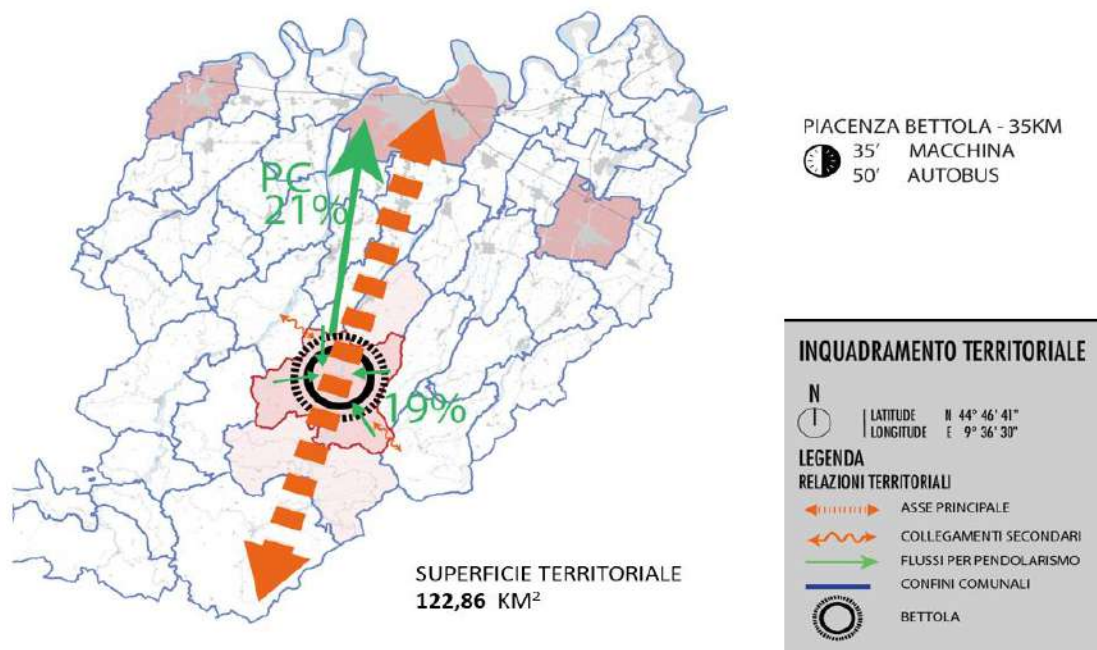 PC
21%
19%
SUPERFICIE TERRITORIALE
122,86 KM²
PIACENZA BETTOLA - 35KM
35' MACCHINA
50' AUTOBUS
INQUADRAMENTO TERRITORIALE
N
LATITUDE N 44° 46' 41"
LONGITUDE E 9° 36' 30"
LEGENDA
RELAZIONI TERRITORIALI
ASSE PRINCIPALE
COLLEGAMENTI SECONDARI
FLUSSI PER PENDOLARISMO
CONFINI COMUNALI
BETTOLA